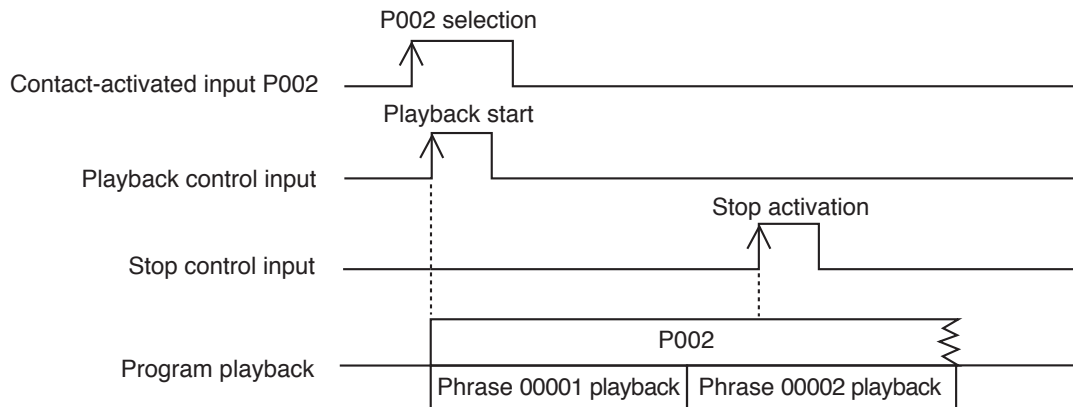 P002 selection
Contact-activated input P002
Playback start
Playback control input
Stop activation
Stop control input
P002
Program playback
Phrase 00001 playback
Phrase 00002 playback